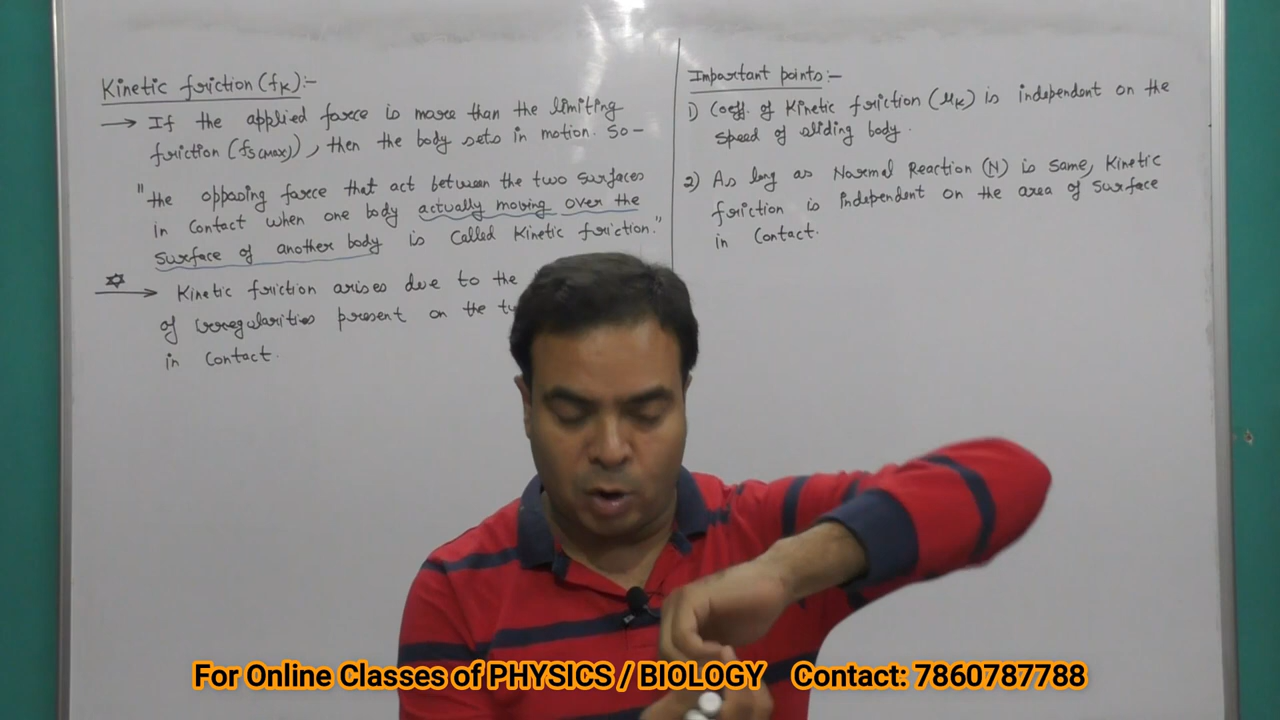 Kinetic friction (fK):-
→ If the applied force is more than the limiting
friction (fs(max)), then the body sets in motion. So-
"the opposing force that act between the two surfaces
in contact when one body actually moving over the
surface of another body is called Kinetic friction."
→ Kinetic friction arises due to the
of irregularities present on the
in contact.
Important points:-
1) Coeff. of Kinetic friction (μK) is independent on the
speed of sliding body.
2) As long as Normal Reaction (N) is same, Kinetic
friction is independent on the area of surface
in contact.
For Online Classes of PHYSICS / BIOLOGY Contact: 7860787788